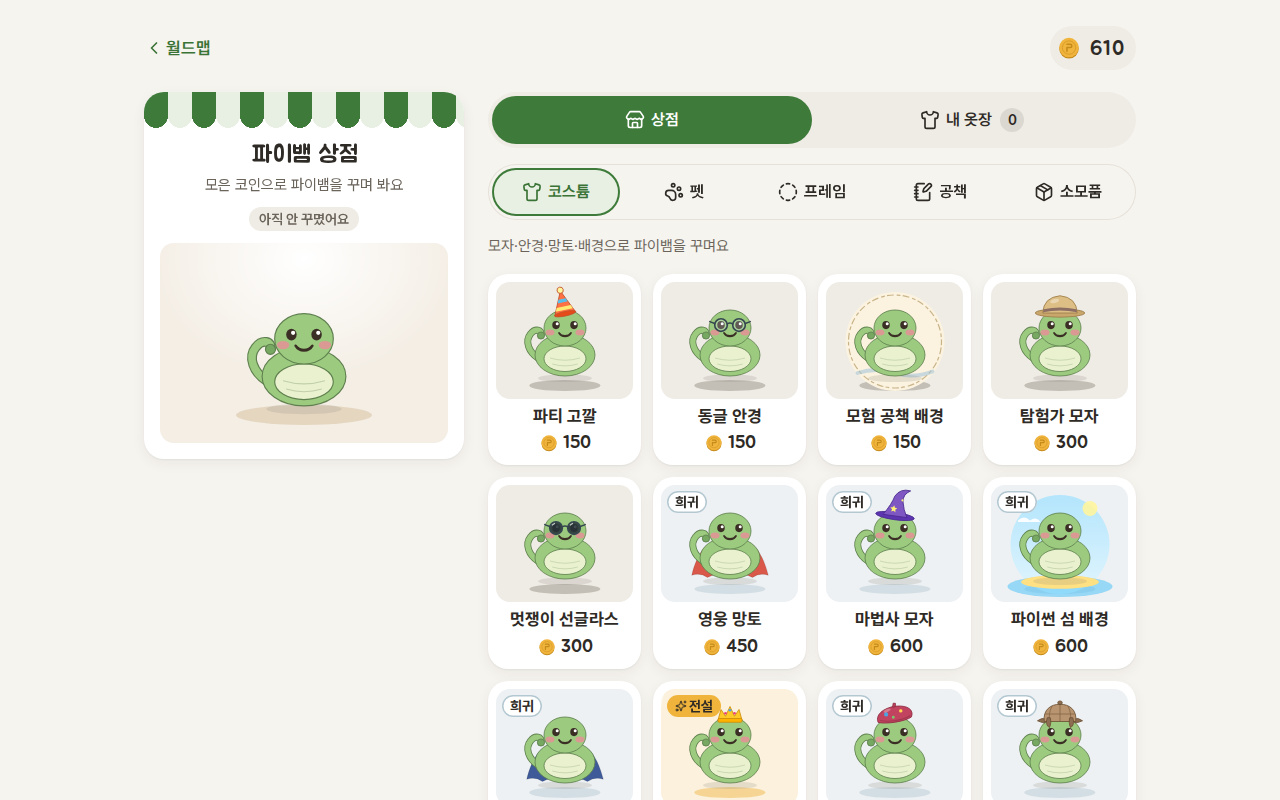 월드맵
610
파이뱀 상점
모은 코인으로 파이뱀을 꾸며 봐요
아직 안 꾸몄어요
상점
내 옷장 0
코스튬
펫
프레임
공책
소모품
모자·안경·망토·배경으로 파이뱀을 꾸며요
파티 고깔
150
동글 안경
150
모험 공책 배경
150
탐험가 모자
300
멋쟁이 선글라스
300
희귀
영웅 망토
450
희귀
마법사 모자
600
희귀
파이썬 섬 배경
600
희귀
전설
희귀
희귀